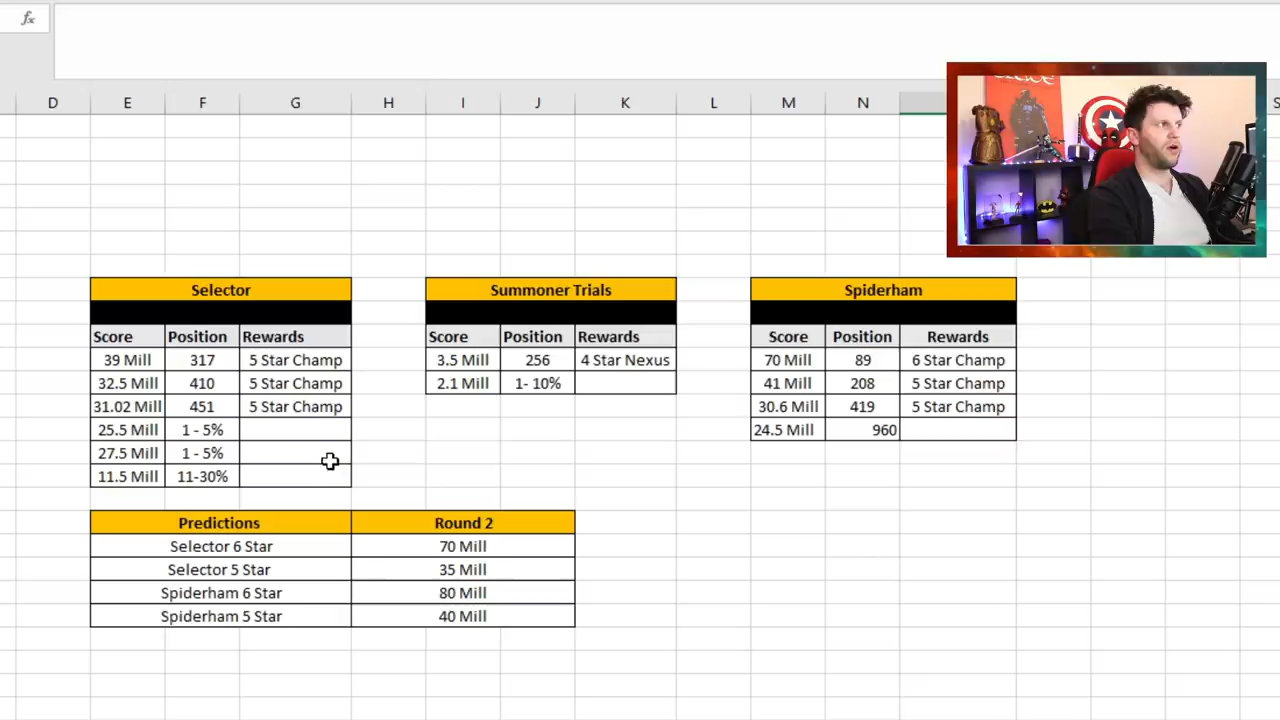 fx
D E F G H I J K L M N S
Selector
Score Position Rewards
39 Mill 317 5 Star Champ
32.5 Mill 410 5 Star Champ
31.02 Mill 451 5 Star Champ
25.5 Mill 1 - 5%
27.5 Mill 1 - 5%
11.5 Mill 11-30%
Summoner Trials
Score Position Rewards
3.5 Mill 256 4 Star Nexus
2.1 Mill 1- 10%
Spiderham
Score Position Rewards
70 Mill 89 6 Star Champ
41 Mill 208 5 Star Champ
30.6 Mill 419 5 Star Champ
24.5 Mill 960
Predictions Round 2
Selector 6 Star 70 Mill
Selector 5 Star 35 Mill
Spiderham 6 Star 80 Mill
Spiderham 5 Star 40 Mill